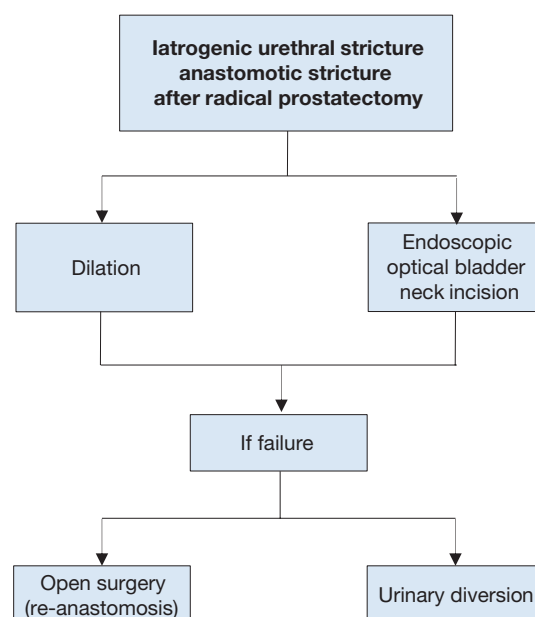 Iatrogenic urethral stricture
anastomotic stricture
after radical prostatectomy
Dilation
Endoscopic
optical bladder
neck incision
If failure
Open surgery
(re-anastomosis)
Urinary diversion